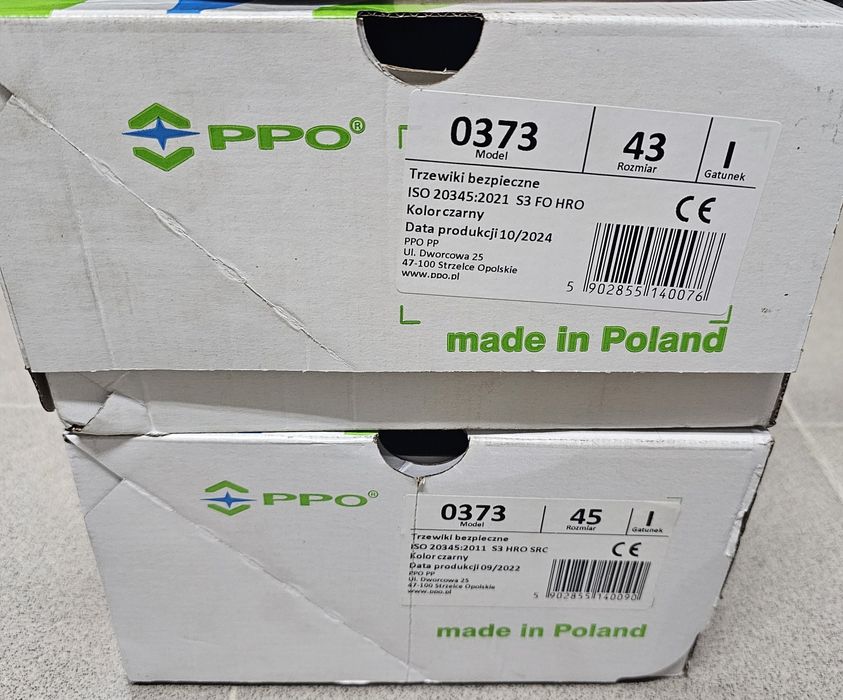 PPO®
0373
Model
43
Rozmiar
I
Gatunek
Trzewiki bezpieczne
ISO 20345:2021 S3 FO HRO
Kolor czarny
Data produkcji 10/2024
PPO PP
Ul. Dworcowa 25
47-100 Strzelce Opolskie
www.ppo.pl
CE
5 902855 140076
made in Poland
PPO®
0373
Model
45
Rozmiar
I
Gatunek
Trzewiki bezpieczne
ISO 20345:2011 S3 HRO SRC
Kolor czarny
Data produkcji 09/2022
PPO PP
Ul. Dworcowa 25
47-100 Strzelce Opolskie
www.ppo.pl
CE
5 902855 140090
made in Poland